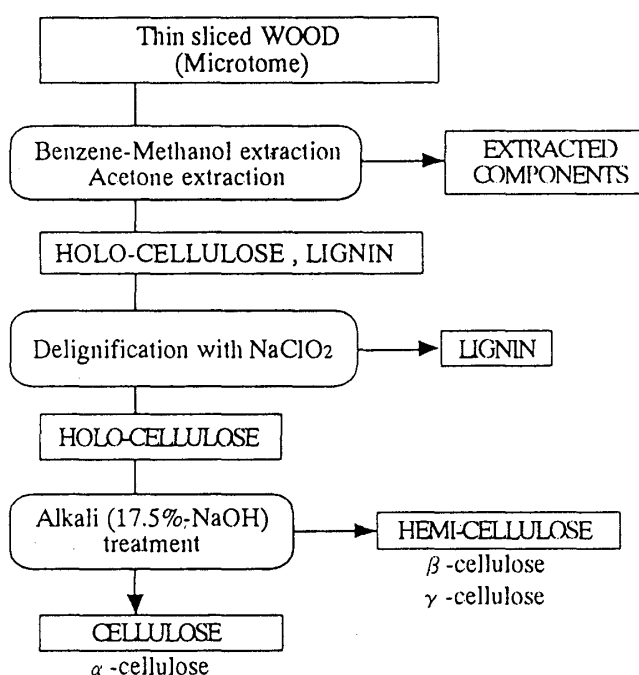 Thin sliced WOOD
(Microtome)
Benzene-Methanol extraction
Acetone extraction
EXTRACTED
COMPONENTS
HOLO-CELLULOSE , LIGNIN
Delignification with NaClO₂
LIGNIN
HOLO-CELLULOSE
Alkali (17.5%-NaOH)
treatment
HEMI-CELLULOSE
β -cellulose
γ -cellulose
CELLULOSE
α -cellulose